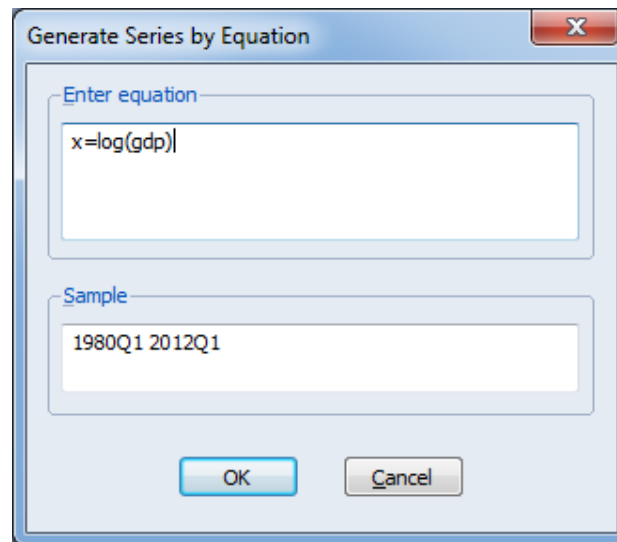 Generate Series by Equation
Enter equation
x=log(gdp)
Sample
1980Q1 2012Q1
OK
Cancel